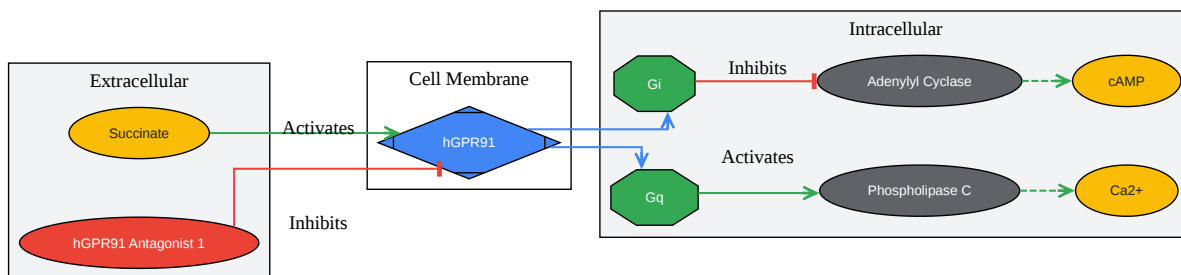 Extracellular
Succinate
hGPR91 Antagonist 1
Activates
Inhibits
Cell Membrane
hGPR91
Intracellular
Gi
Inhibits
Adenylyl Cyclase
cAMP
Gq
Activates
Phospholipase C
Ca2+